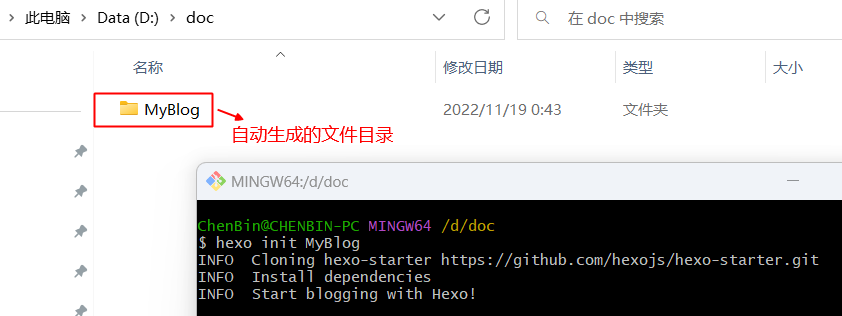 此电脑 Data (D:) doc
在 doc 中搜索
名称 修改日期 类型 大小
MyBlog 2022/11/19 0:43 文件夹
自动生成的文件目录
MINGW64:/d/doc
ChenBin@CHENBIN-PC MINGW64 /d/doc
$ hexo init MyBlog
INFO  Cloning hexo-starter https://github.com/hexojs/hexo-starter.git
INFO  Install dependencies
INFO  Start blogging with Hexo!